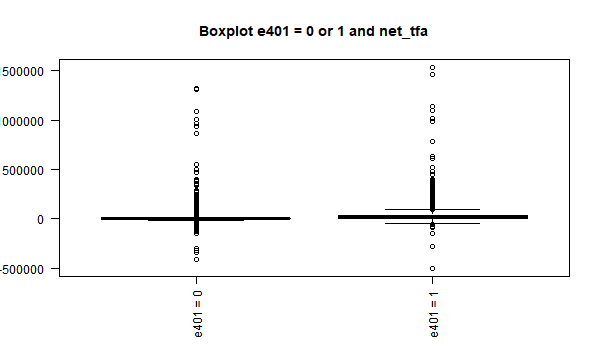 Boxplot e401 = 0 or 1 and net_tfa
500000
000000
500000
0
-500000
e401 = 0
e401 = 1